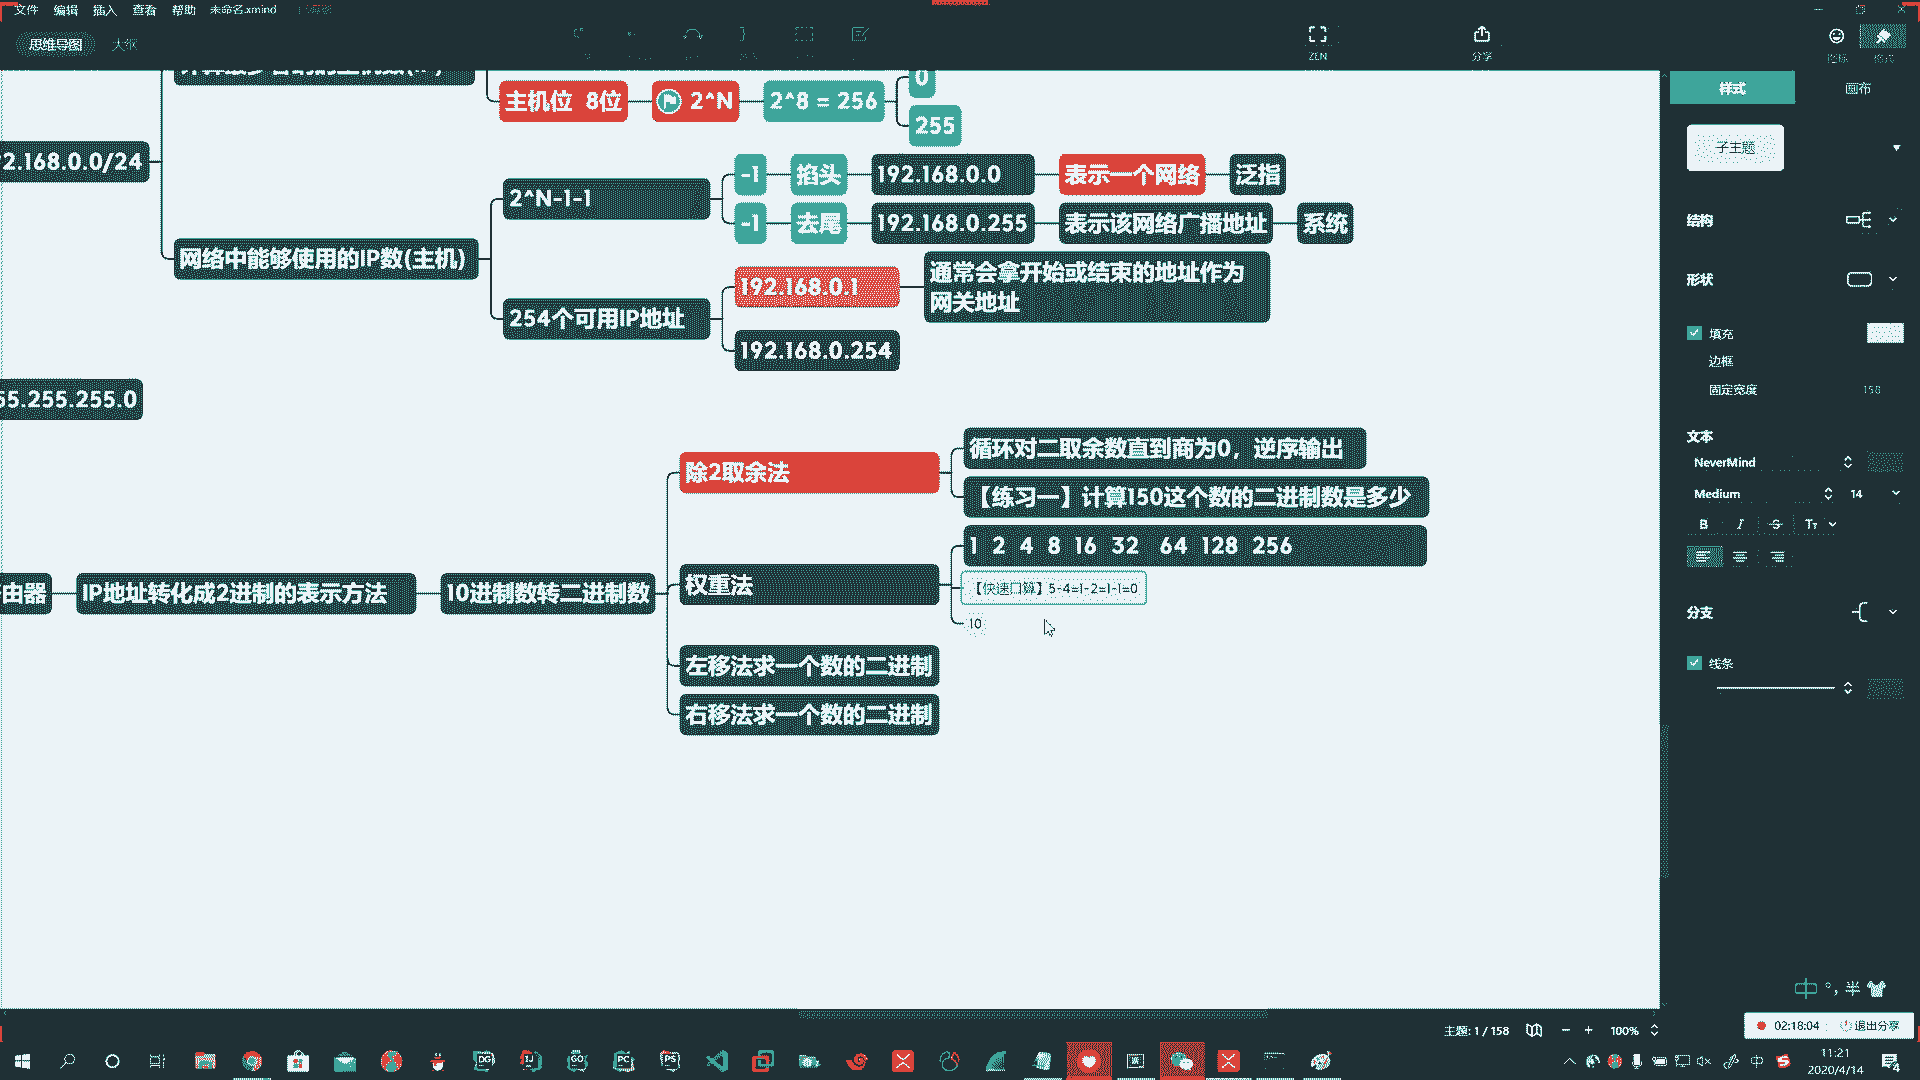 文件 编辑 插入 查看 帮助 未命名.xmind
思维导图 大纲
ZEN
分享
样式 画布
主机位 8位
2^N
2^8 = 256
0
255
2.168.0.0/24
2^N-1-1
-1
掐头
192.168.0.0
表示一个网络
泛指
-1
去尾
192.168.0.255
表示该网络广播地址
系统
网络中能够使用的IP数(主机)
254个可用IP地址
192.168.0.1
通常会拿开始或结束的地址作为
网关地址
192.168.0.254
55.255.255.0
由器
IP地址转化成2进制的表示方法
10进制数转二进制数
除2取余法
循环对二取余数直到商为0，逆序输出
【练习一】计算150这个数的二进制数是多少
权重法
1 2 4 8 16 32 64 128 256
【快速口算】5-4=1-2=1-1=0
10
左移法求一个数的二进制
右移法求一个数的二进制
子主题
结构
形状
填充
边框
固定宽度 150
文本
NeverMind
Medium 14
B I S Tт
分支
线条
中 °, 半
主题: 1 / 158 100%
02:18:04 退出分享
DG IJ GO PC PS
中
11:21
2020/4/14